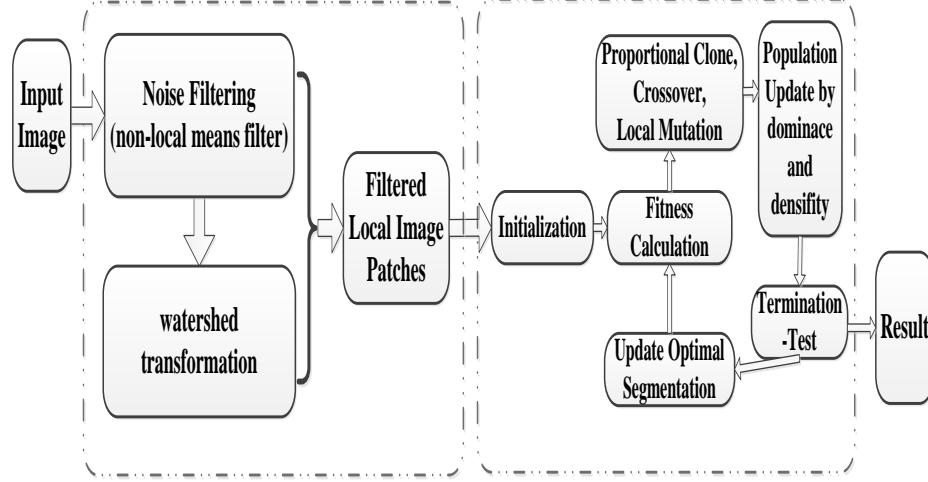 Input
Image
Noise Filtering
(non-local means filter)
watershed
transformation
Filtered
Local Image
Patches
Initialization
Fitness
Calculation
Proportional Clone,
Crossover,
Local Mutation
Population
Update by
dominace
and
densifity
Termination
-Test
Update Optimal
Segmentation
Result